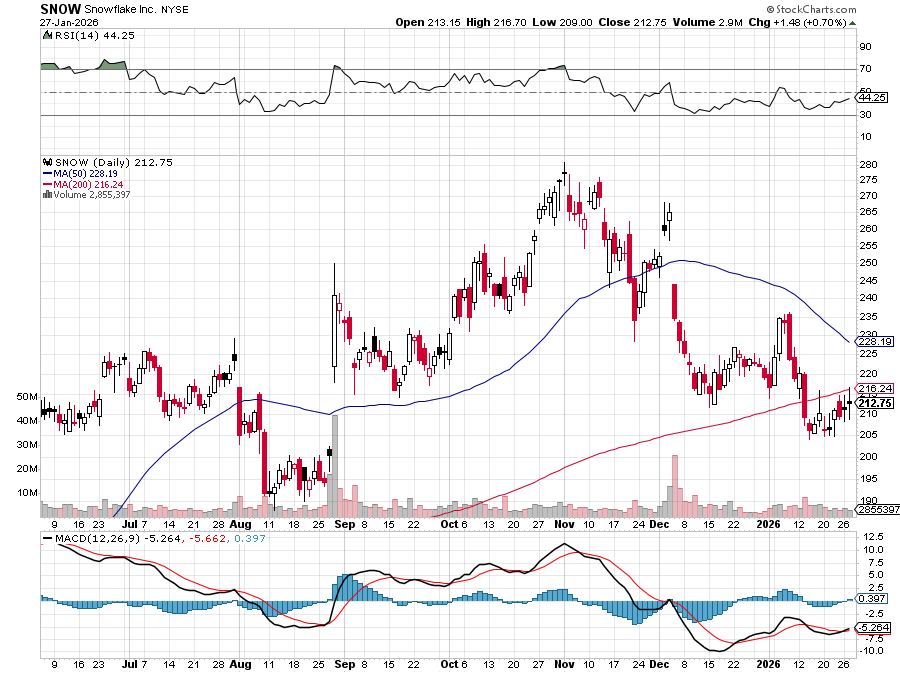 SNOW Snowflake Inc. NYSE
© StockCharts.com
27-Jan-2026
Open 213.15 High 216.70 Low 209.00 Close 212.75 Volume 2.9M Chg +1.48 (+0.70%)
RSI(14) 44.25
90
70
50
44.25
30
10
SNOW (Daily) 212.75
MA(50) 228.19
MA(200) 216.24
Volume 2,855,397
280
275
270
265
260
255
250
245
240
235
230
228.19
225
220
216.24
215
212.75
210
205
200
195
190
2855397
50M
40M
30M
20M
10M
9 16 23 Jul 7 14 21 28 Aug 11 18 25 Sep 8 15 22 Oct 6 13 20 27 Nov 10 17 24 Dec 8 15 22 2026 12 20 26
MACD(12,26,9) -5.264, -5.662, 0.397
12.5
10.0
7.5
5.0
2.5
0.397
-2.5
-5.264
-7.5
-10.0
9 16 23 Jul 7 14 21 28 Aug 11 18 25 Sep 8 15 22 Oct 6 13 20 27 Nov 10 17 24 Dec 8 15 22 2026 12 20 26